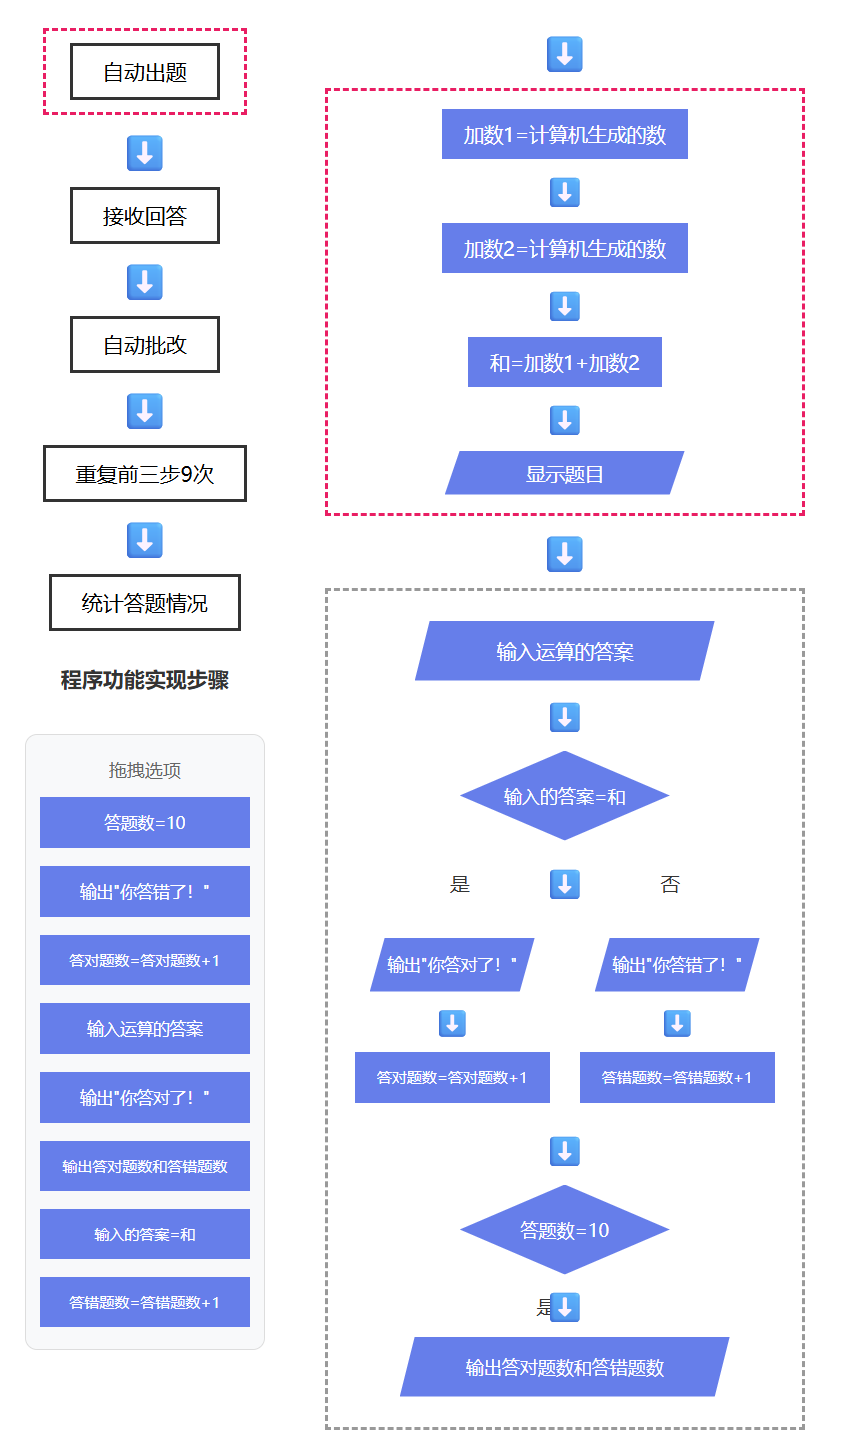 自动出题
接收回答
自动批改
重复前三步9次
统计答题情况
程序功能实现步骤
拖拽选项
答题数=10
输出"你答错了！"
答对题数=答对题数+1
输入运算的答案
输出"你答对了！"
输出答对题数和答错题数
输入的答案=和
答错题数=答错题数+1
加数1=计算机生成的数
加数2=计算机生成的数
和=加数1+加数2
显示题目
输入运算的答案
输入的答案=和
是
否
输出"你答对了！"
输出"你答错了！"
答对题数=答对题数+1
答错题数=答错题数+1
答题数=10
是
输出答对题数和答错题数